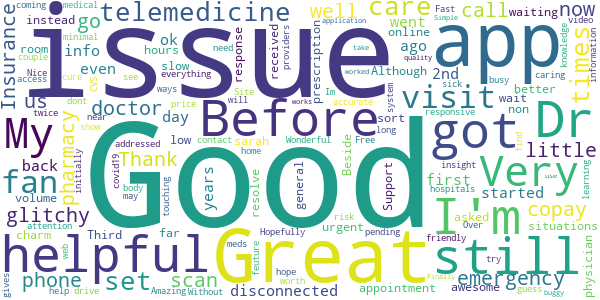 coming may medical issue app
instead go telemedicine well care call waiting now
room info Although went online times video
Insurance ok hours response prescription ago
Nice even slow received 2nd busy caring
us doctor day Before visit Dr
My back Thank low sort wait non better
pharmacy got little
fan years Good Beside Very first started
volume glitchy I'm copay
charm Third far general Support asked situations
helpful Great still
phone set scan urgent emergency
disconnected appointment awesome physician
gives help drive Amazing Without hope worth Finally buggy
CVS cure price Site will Im providers
application Fast Simple
minimal couple access everything see ways need
take quality worked works
dont twice show initially
covid19 addressed body touching
contact sarah home resolve
Wonderful Free accurate system
long sick responsive knowledge information
find insight hospitals Over learning
risk pending friendly try use guess
attention web meds feuture Hopefully